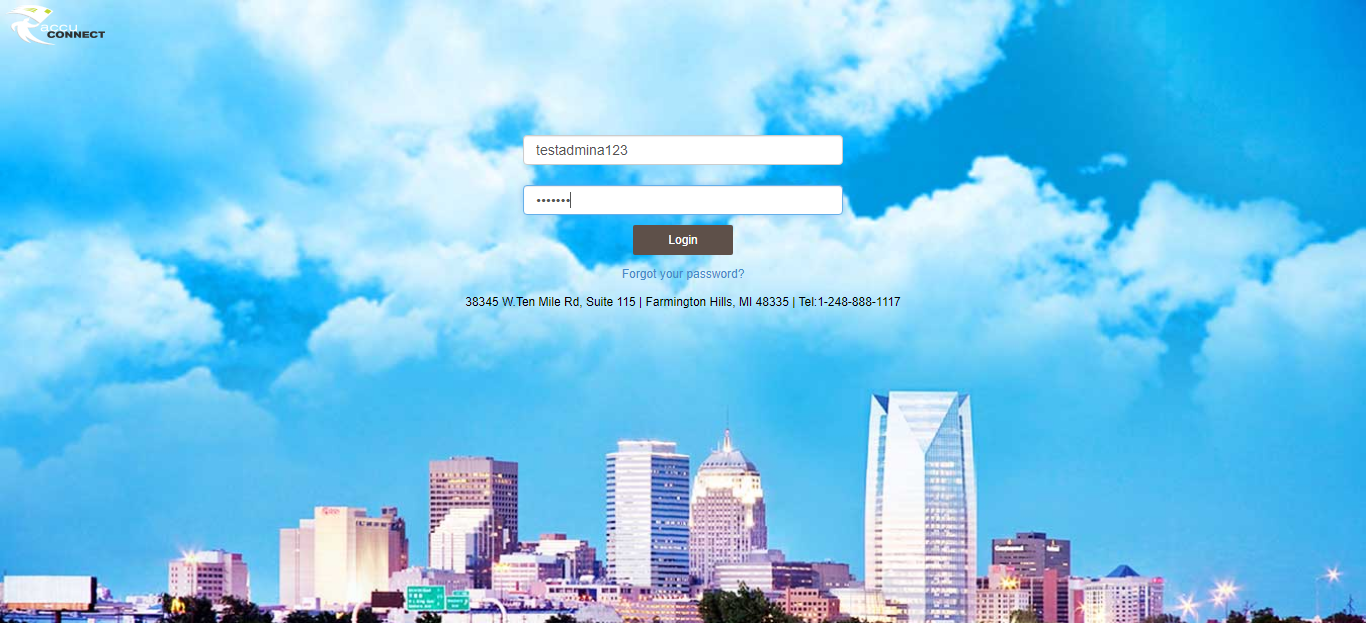 accu
CONNECT
testadmina123
•••••••
Login
Forgot your password?
38345 W.Ten Mile Rd, Suite 115 | Farmington Hills, MI 48335 | Tel:1-248-888-1117